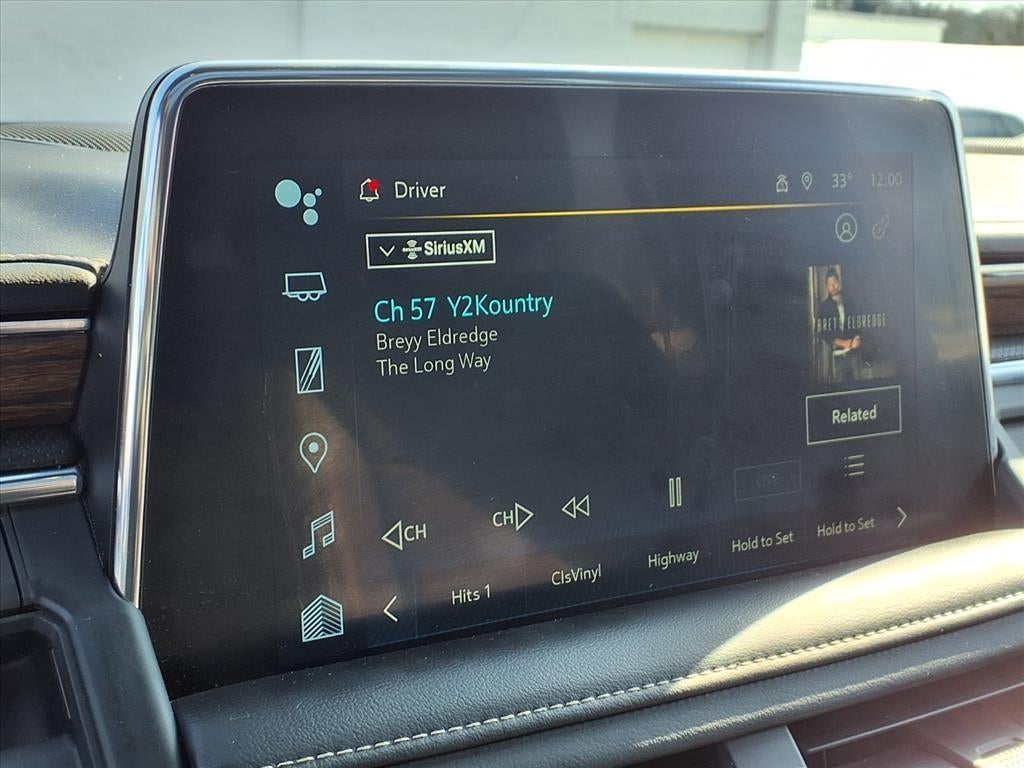 Driver
33° 12:00
SiriusXM
Ch 57 Y2Kountry
Breyy Eldredge
The Long Way
BRETT ELDREDGE
Related
LIVE
CH
CH
Hits 1
ClsVinyl
Highway
Hold to Set
Hold to Set